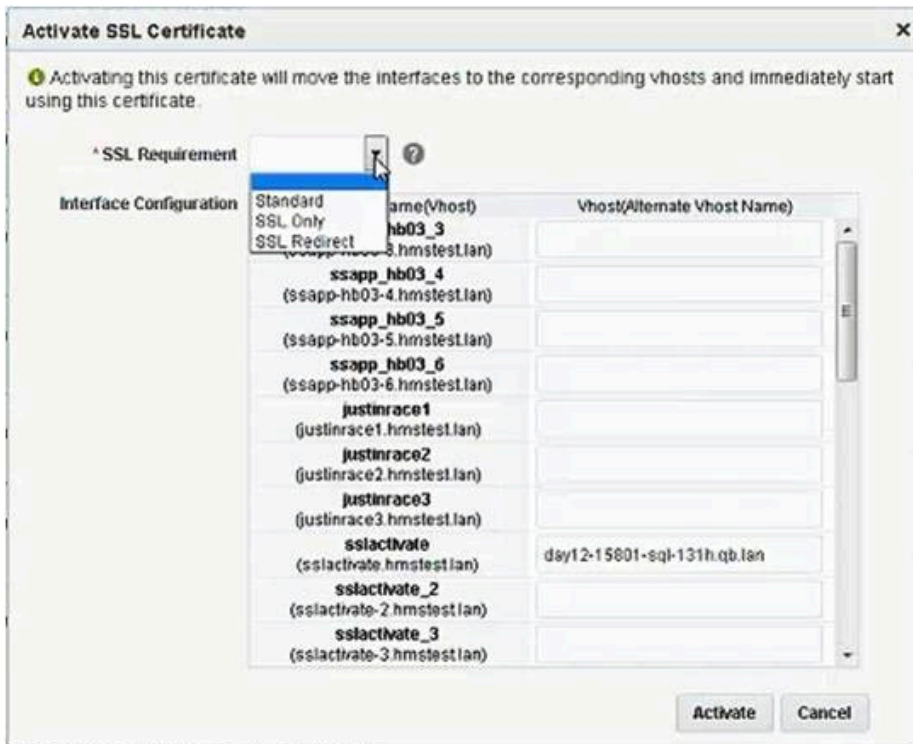 Activate SSL Certificate
Activating this certificate will move the interfaces to the corresponding vhosts and immediately start
using this certificate.
* SSL Requirement
Standard
SSL Only
SSL Redirect
Interface Configuration
ame(Vhost)
Vhost(Alternate Vhost Name)
hb03_3
3.hmstest.lan)
ssapp_hb03_4
(ssapp-hb03-4.hmstest.lan)
ssapp_hb03_5
(ssapp-hb03-5.hmstest.lan)
ssapp_hb03_6
(ssapp-hb03-6.hmstest.lan)
justinrace1
(justinrace1.hmstest.lan)
justinrace2
(justinrace2.hmstest.lan)
justinrace3
(justinrace3.hmstest.lan)
sslactivate
(sslactivate.hmstest.lan)
day12-15801-sql-131h.qb.lan
sslactivate_2
(sslactivate-2.hmstest.lan)
sslactivate_3
(sslactivate-3.hmstest.lan)
Activate
Cancel